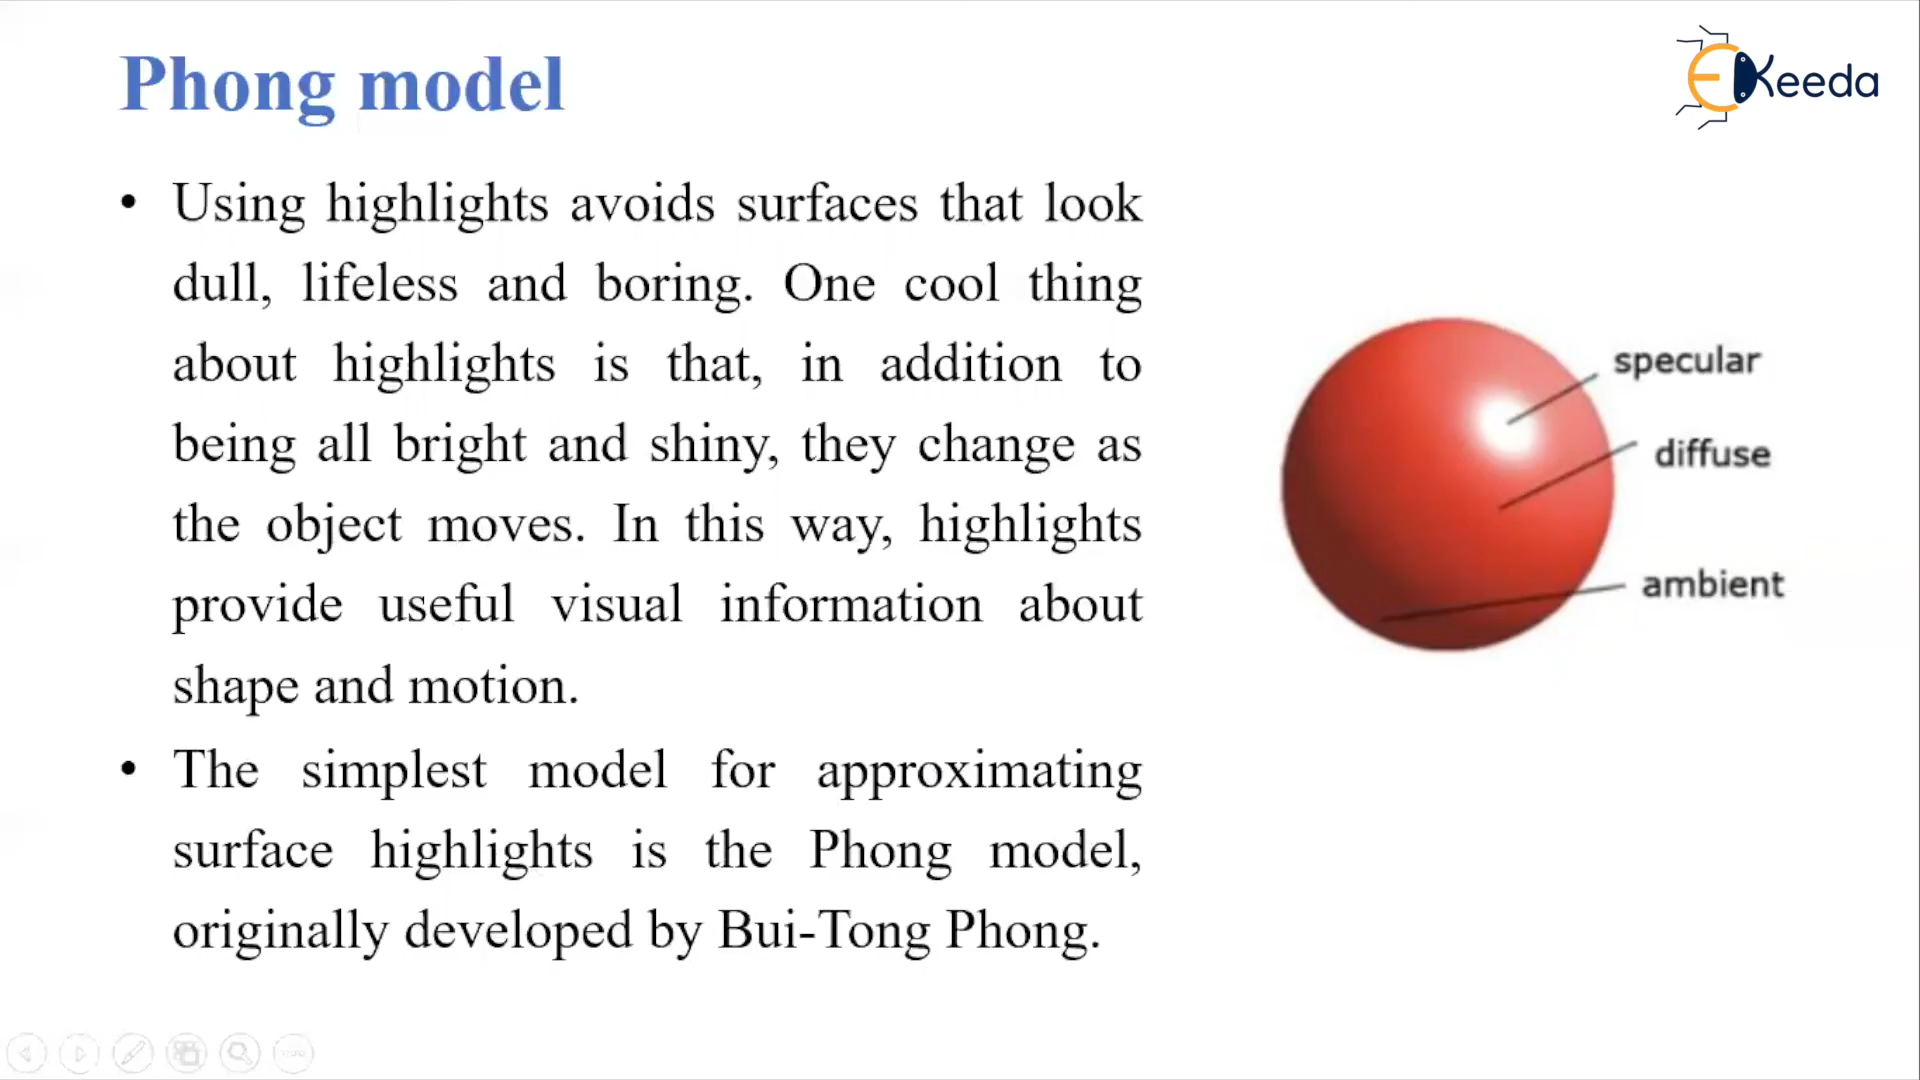 Phong model
EKeeda
• Using highlights avoids surfaces that look
dull, lifeless and boring. One cool thing
about highlights is that, in addition to
being all bright and shiny, they change as
the object moves. In this way, highlights
provide useful visual information about
shape and motion.
• The simplest model for approximating
surface highlights is the Phong model,
originally developed by Bui-Tong Phong.
specular
diffuse
ambient